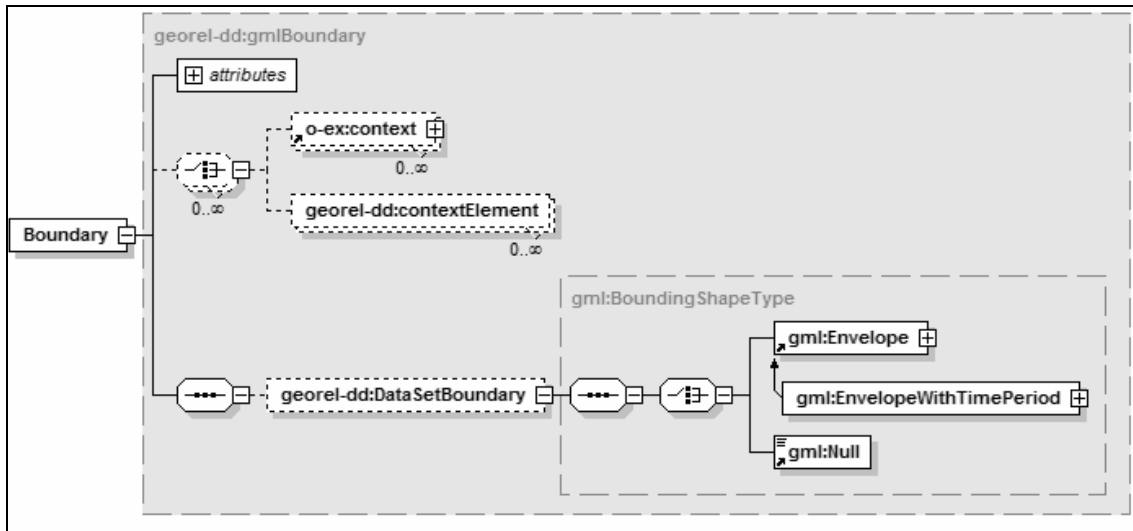 georel-dd:gmlBoundary
attributes
o-ex:context
0..∞
0..∞
georel-dd:contextElement
0..∞
Boundary
gml:BoundingShapeType
gml:Envelope
georel-dd:DataSetBoundary
gml:EnvelopeWithTimePeriod
gml:Null